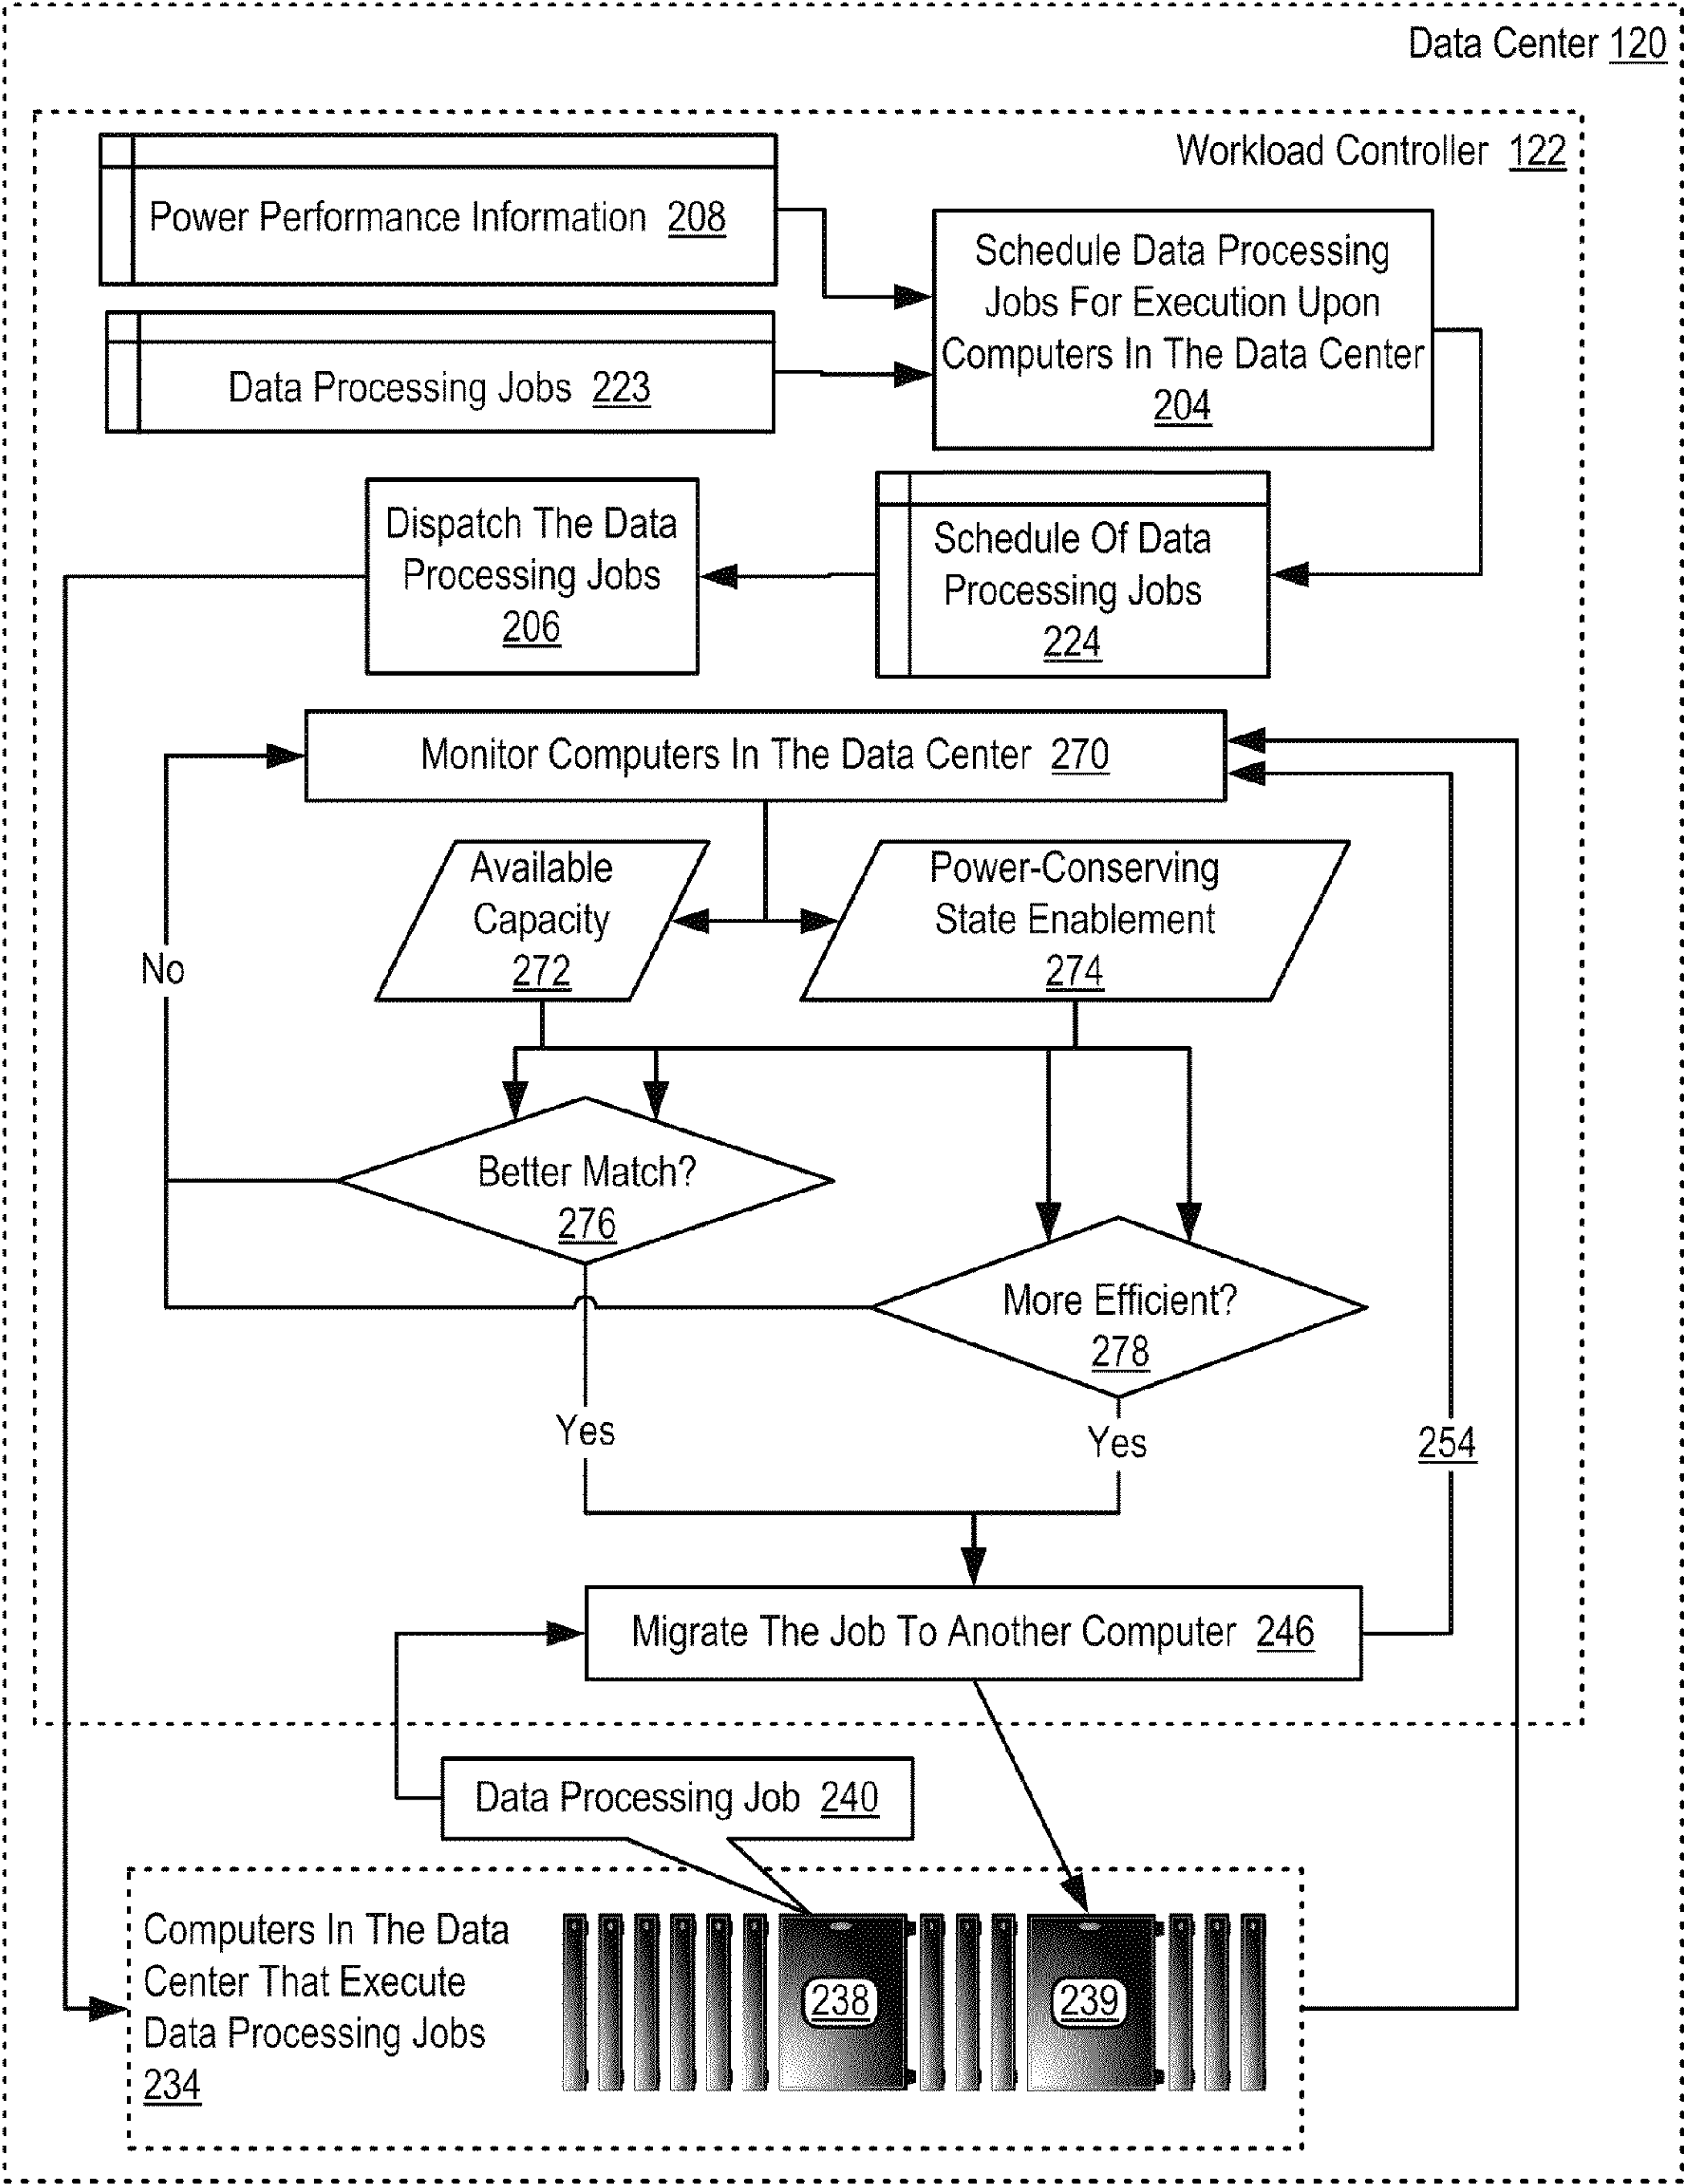 Data Center 120
Workload Controller 122
Power Performance Information 208
Schedule Data Processing
Jobs For Execution Upon
Computers In The Data Center
204
Data Processing Jobs 223
Dispatch The Data
Processing Jobs
206
Schedule Of Data
Processing Jobs
224
Monitor Computers In The Data Center 270
Available
Capacity
272
Power-Conserving
State Enablement
274
No
Better Match?
276
More Efficient?
278
Yes
Yes
254
Migrate The Job To Another Computer 246
Data Processing Job 240
Computers In The Data
Center That Execute
Data Processing Jobs
234
238
239